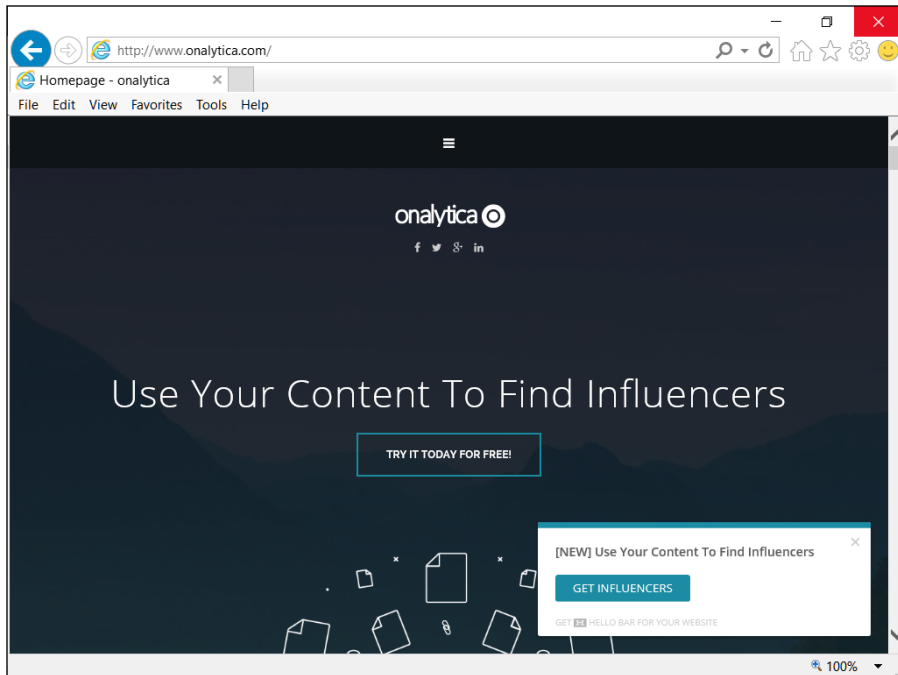 http://www.onalytica.com/
Homepage - onalytica
File Edit View Favorites Tools Help
onalytica
f g+ in
Use Your Content To Find Influencers
TRY IT TODAY FOR FREE!
[NEW] Use Your Content To Find Influencers
GET INFLUENCERS
GET H HELLO BAR FOR YOUR WEBSITE
100%